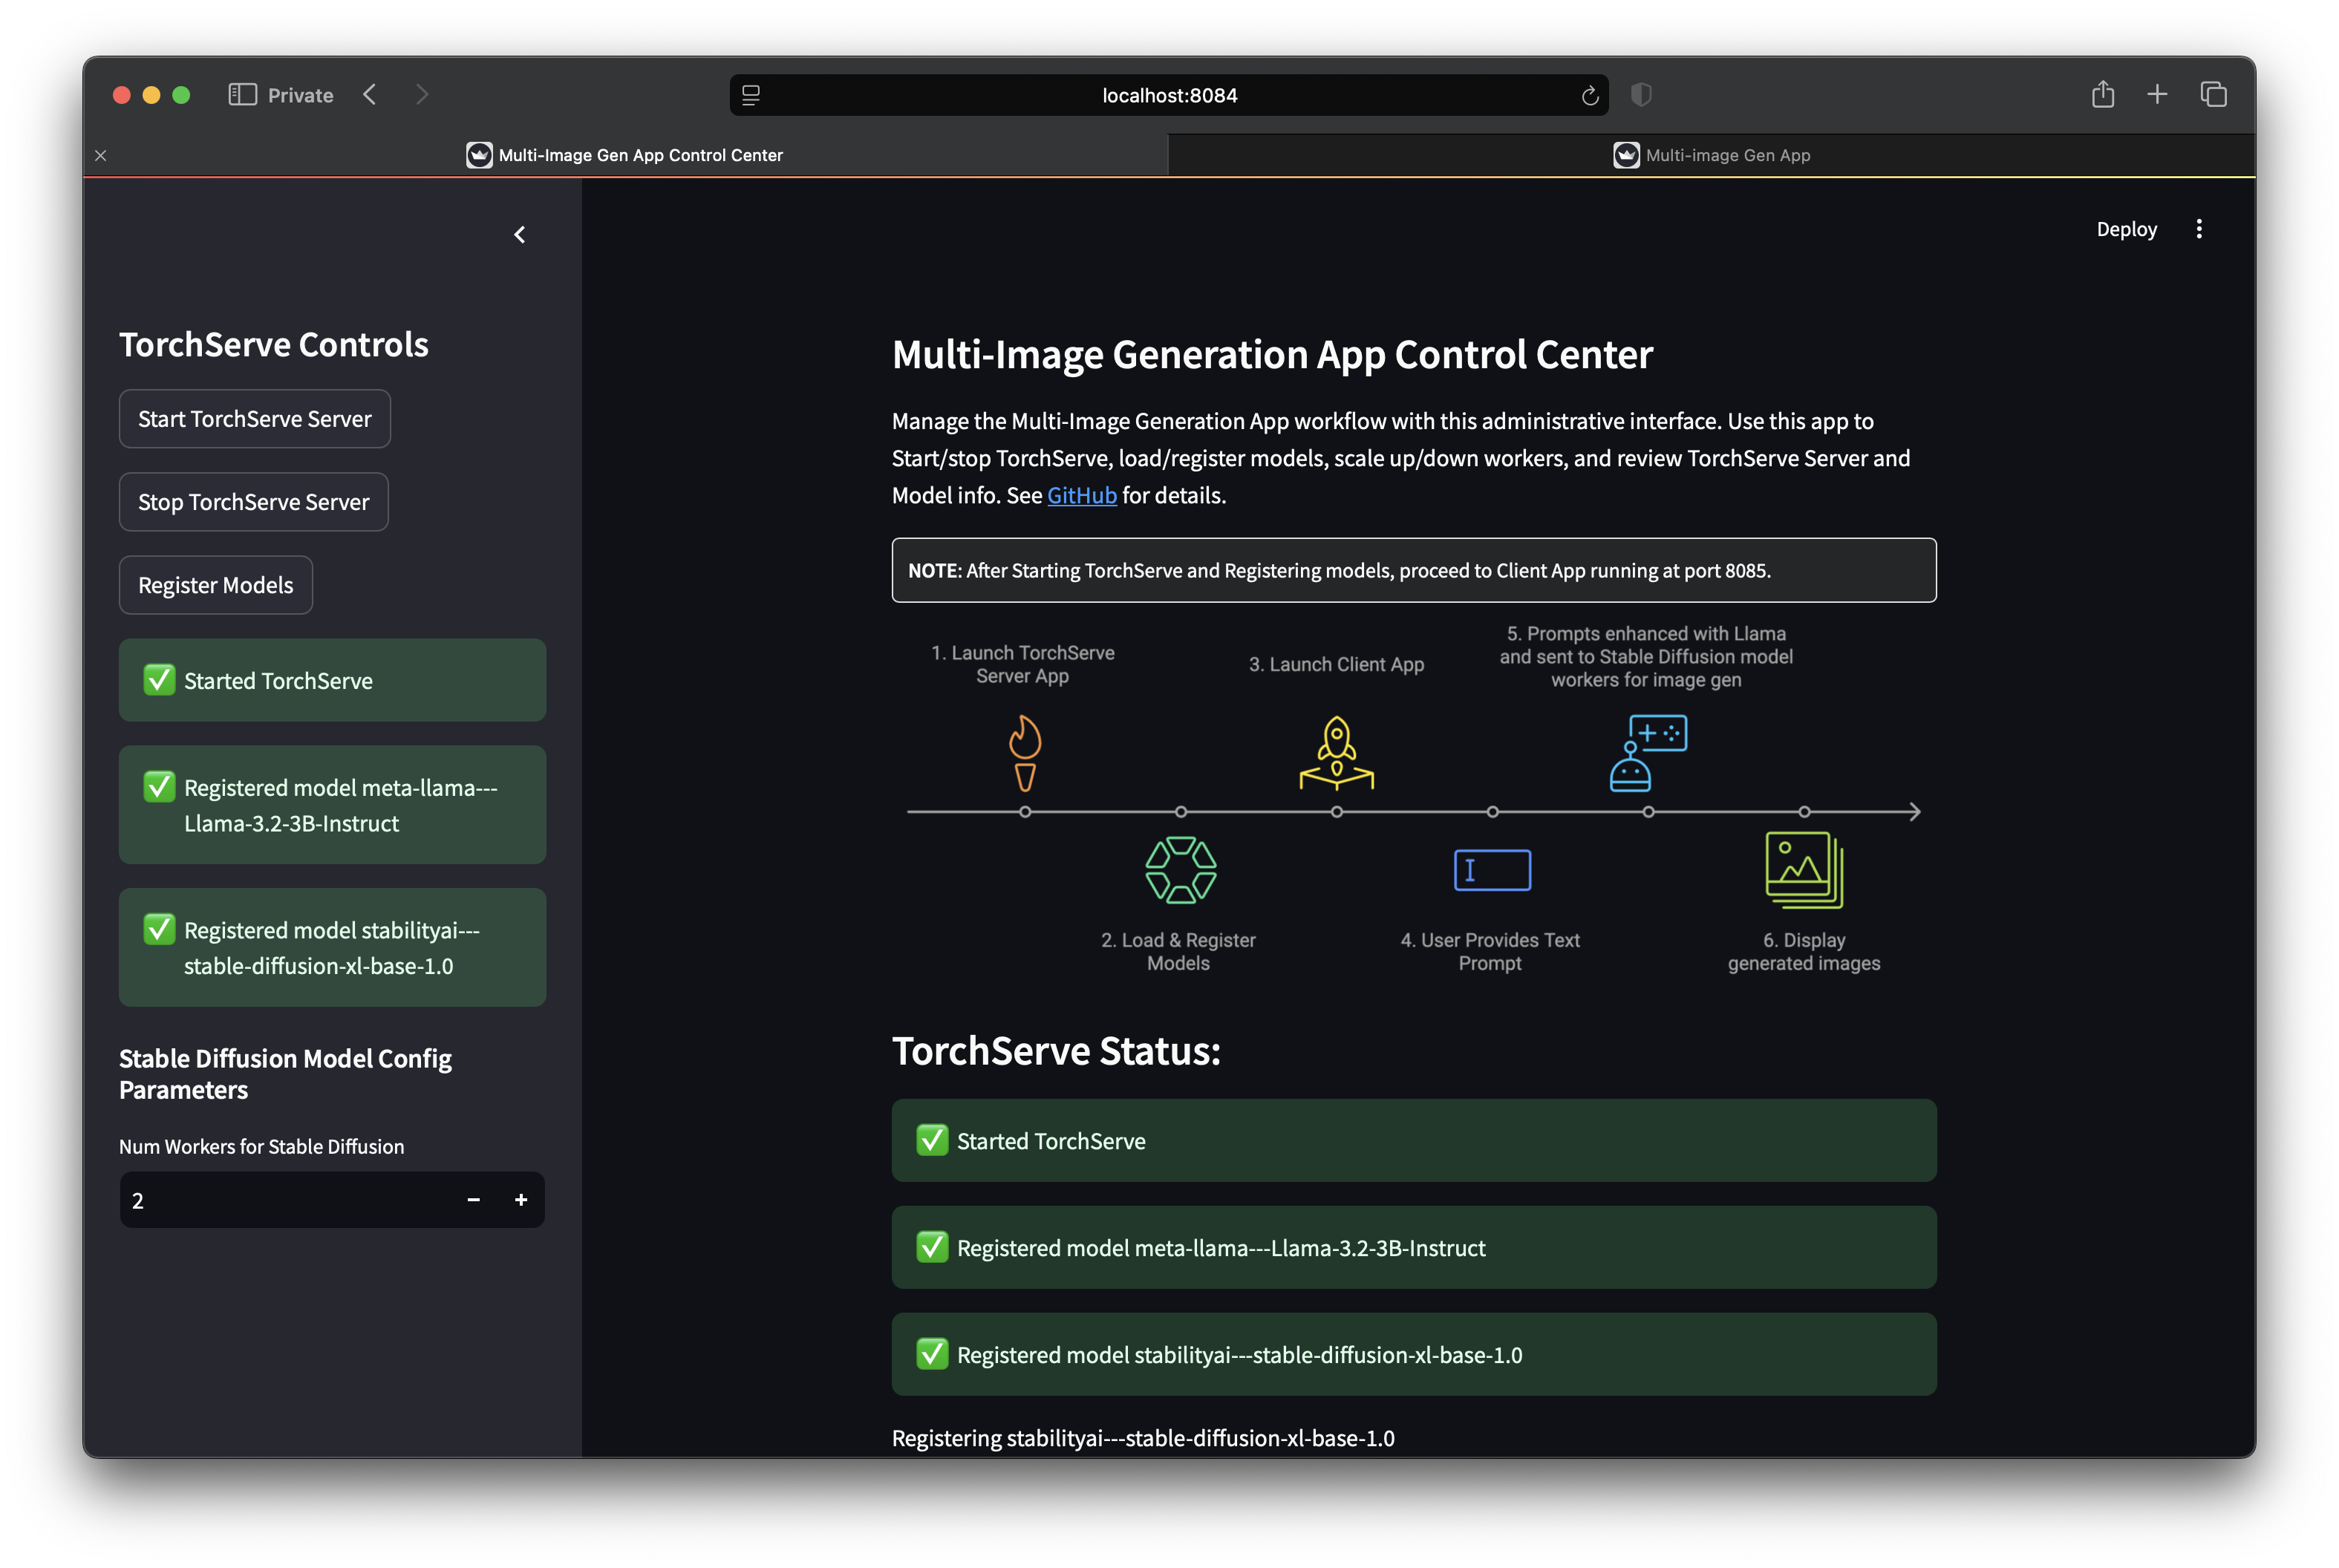 Private
localhost:8084
Multi-Image Gen App Control Center
Multi-image Gen App
Deploy
TorchServe Controls
Start TorchServe Server
Stop TorchServe Server
Register Models
Started TorchServe
Registered model meta-llama---
Llama-3.2-3B-Instruct
Registered model stabilityai---
stable-diffusion-xl-base-1.0
Stable Diffusion Model Config
Parameters
Num Workers for Stable Diffusion
2
Multi-Image Generation App Control Center
Manage the Multi-Image Generation App workflow with this administrative interface. Use this app to
Start/stop TorchServe, load/register models, scale up/down workers, and review TorchServe Server and
Model info. See GitHub for details.
NOTE: After Starting TorchServe and Registering models, proceed to Client App running at port 8085.
1. Launch TorchServe
Server App
2. Load & Register
Models
3. Launch Client App
4. User Provides Text
Prompt
5. Prompts enhanced with Llama
and sent to Stable Diffusion model
workers for image gen
6. Display
generated images
TorchServe Status:
Started TorchServe
Registered model meta-llama---Llama-3.2-3B-Instruct
Registered model stabilityai---stable-diffusion-xl-base-1.0
Registering stabilityai---stable-diffusion-xl-base-1.0